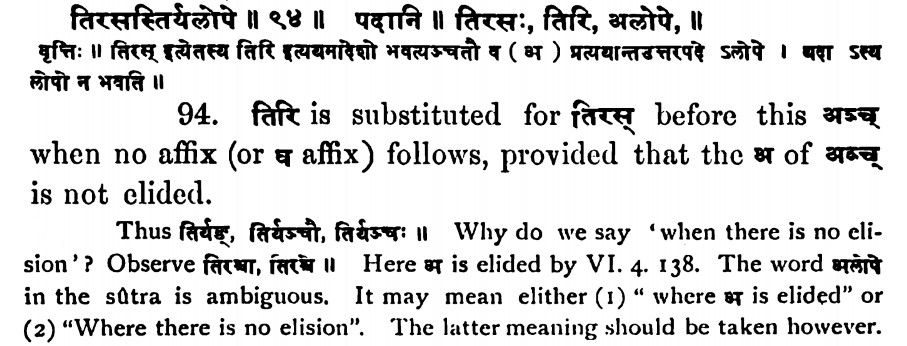 तिरसस्तिर्यलोपे ॥ ९४ ॥ पदानि ॥ तिरसः, तिरि, अलोपे, ॥
वृत्तिः ॥ तिरस् इत्येतस्य तिरि इत्ययमादेशो भवत्यञ्चतौ व ( अ ) प्रत्ययान्तउत्तरपदे ऽलोपे । यदा ऽस्य
लोपो न भवति ॥
94. तिरि is substituted for तिरस् before this अञ्च्
when no affix (or व affix) follows, provided that the अ of अञ्च्
is not elided.
Thus तिर्यङ्, तिर्यञ्चौ, तिर्यञ्चः ॥ Why do we say 'when there is no eli-
sion'? Observe तिरश्चा, तिरश्चे ॥ Here अ is elided by VI. 4. 138. The word अलोपे
in the sûtra is ambiguous. It may mean elither (1) " where अ is elided" or
(2) "Where there is no elision". The latter meaning should be taken however.